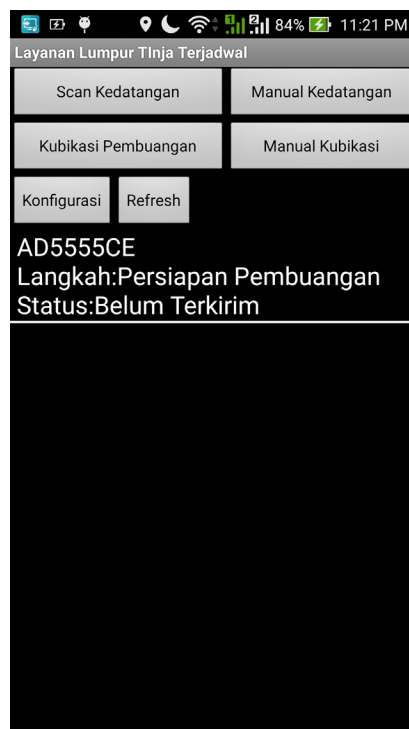 84% 11:21 PM
Layanan Lumpur TInja Terjadwal
Scan Kedatangan Manual Kedatangan
Kubikasi Pembuangan Manual Kubikasi
Konfigurasi Refresh
AD5555CE
Langkah:Persiapan Pembuangan
Status:Belum Terkirim